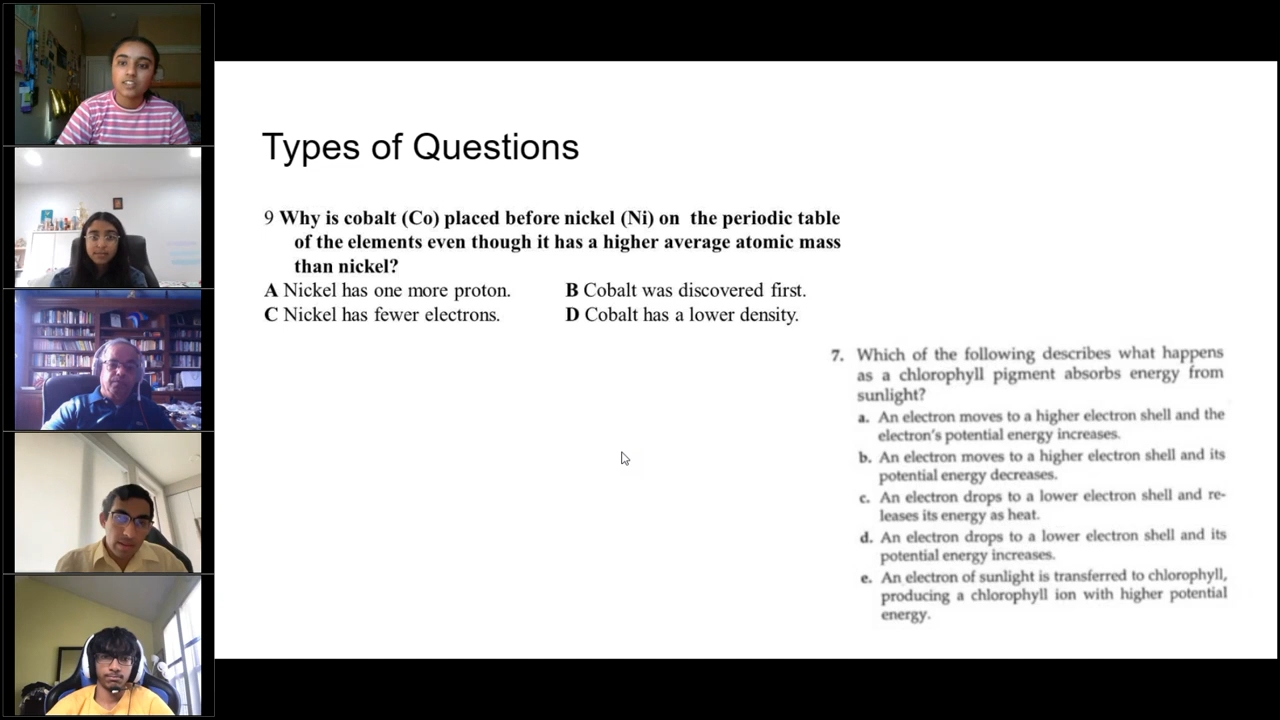 Types of Questions
9 Why is cobalt (Co) placed before nickel (Ni) on the periodic table
of the elements even though it has a higher average atomic mass
than nickel?
A Nickel has one more proton. B Cobalt was discovered first.
C Nickel has fewer electrons. D Cobalt has a lower density.
7. Which of the following describes what happens
as a chlorophyll pigment absorbs energy from
sunlight?
a. An electron moves to a higher electron shell and the
electron's potential energy increases.
b. An electron moves to a higher electron shell and its
potential energy decreases.
c. An electron drops to a lower electron shell and re-
leases its energy as heat.
d. An electron drops to a lower electron shell and its
potential energy increases.
e. An electron of sunlight is transferred to chlorophyll,
producing a chlorophyll ion with higher potential
energy.